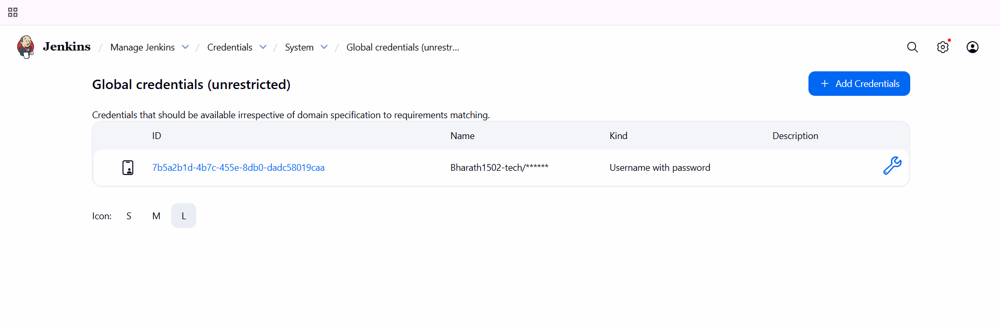 Jenkins / Manage Jenkins / Credentials / System / Global credentials (unrestr...
Global credentials (unrestricted)
+ Add Credentials
Credentials that should be available irrespective of domain specification to requirements matching.
ID Name Kind Description
7b5a2b1d-4b7c-455e-8db0-dadc58019caa Bharath1502-tech/****** Username with password
Icon: S M L